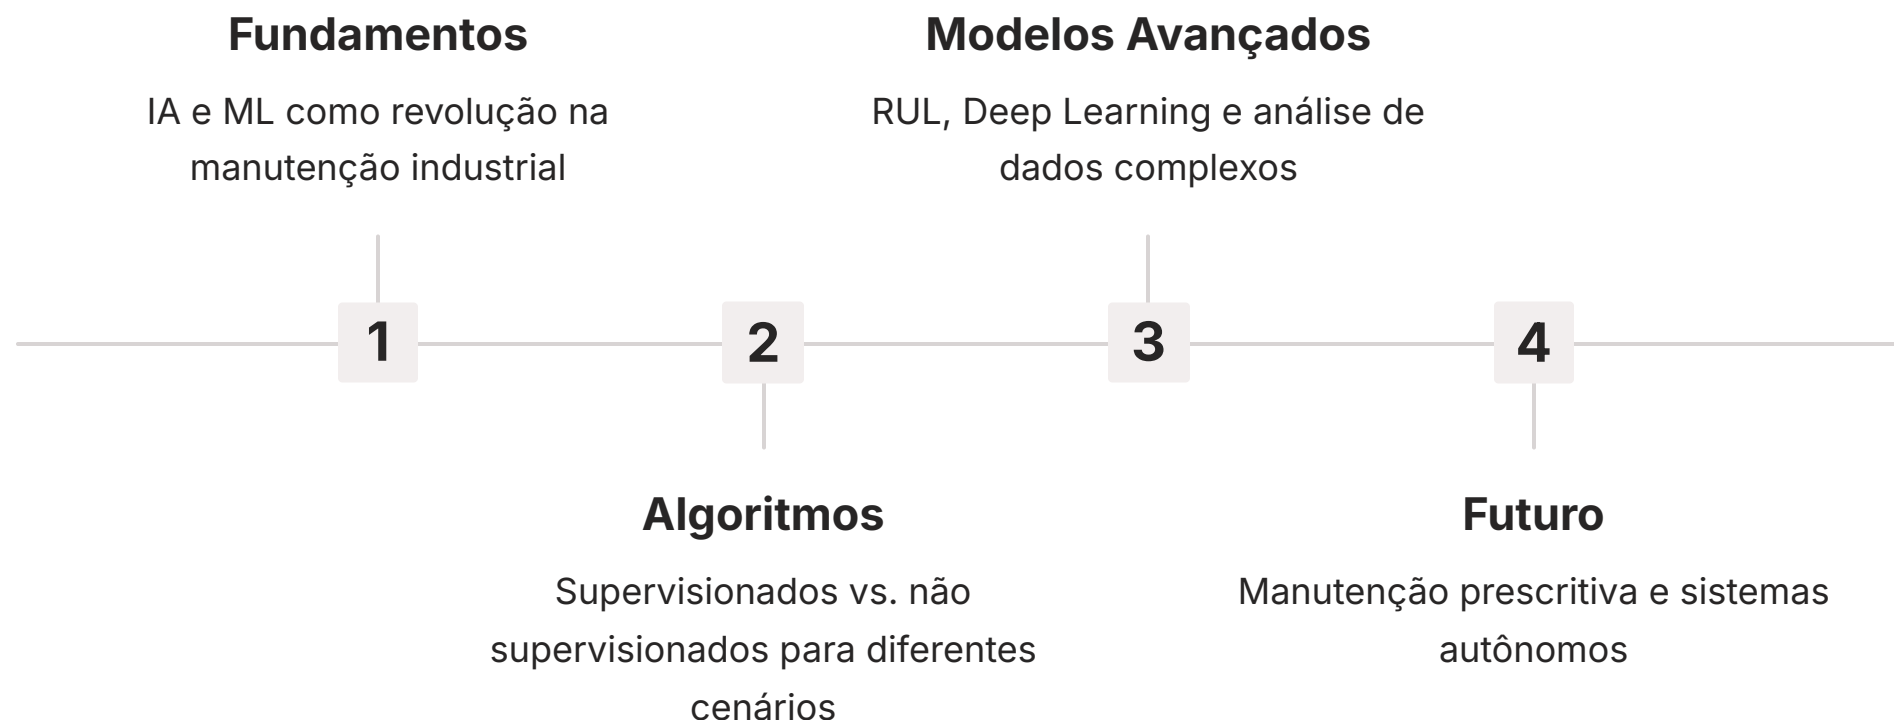 Fundamentos
IA e ML como revolução na
manutenção industrial
Modelos Avançados
RUL, Deep Learning e análise de
dados complexos
1
2
3
4
Algoritmos
Supervisionados vs. não
supervisionados para diferentes
cenários
Futuro
Manutenção prescritiva e sistemas
autônomos